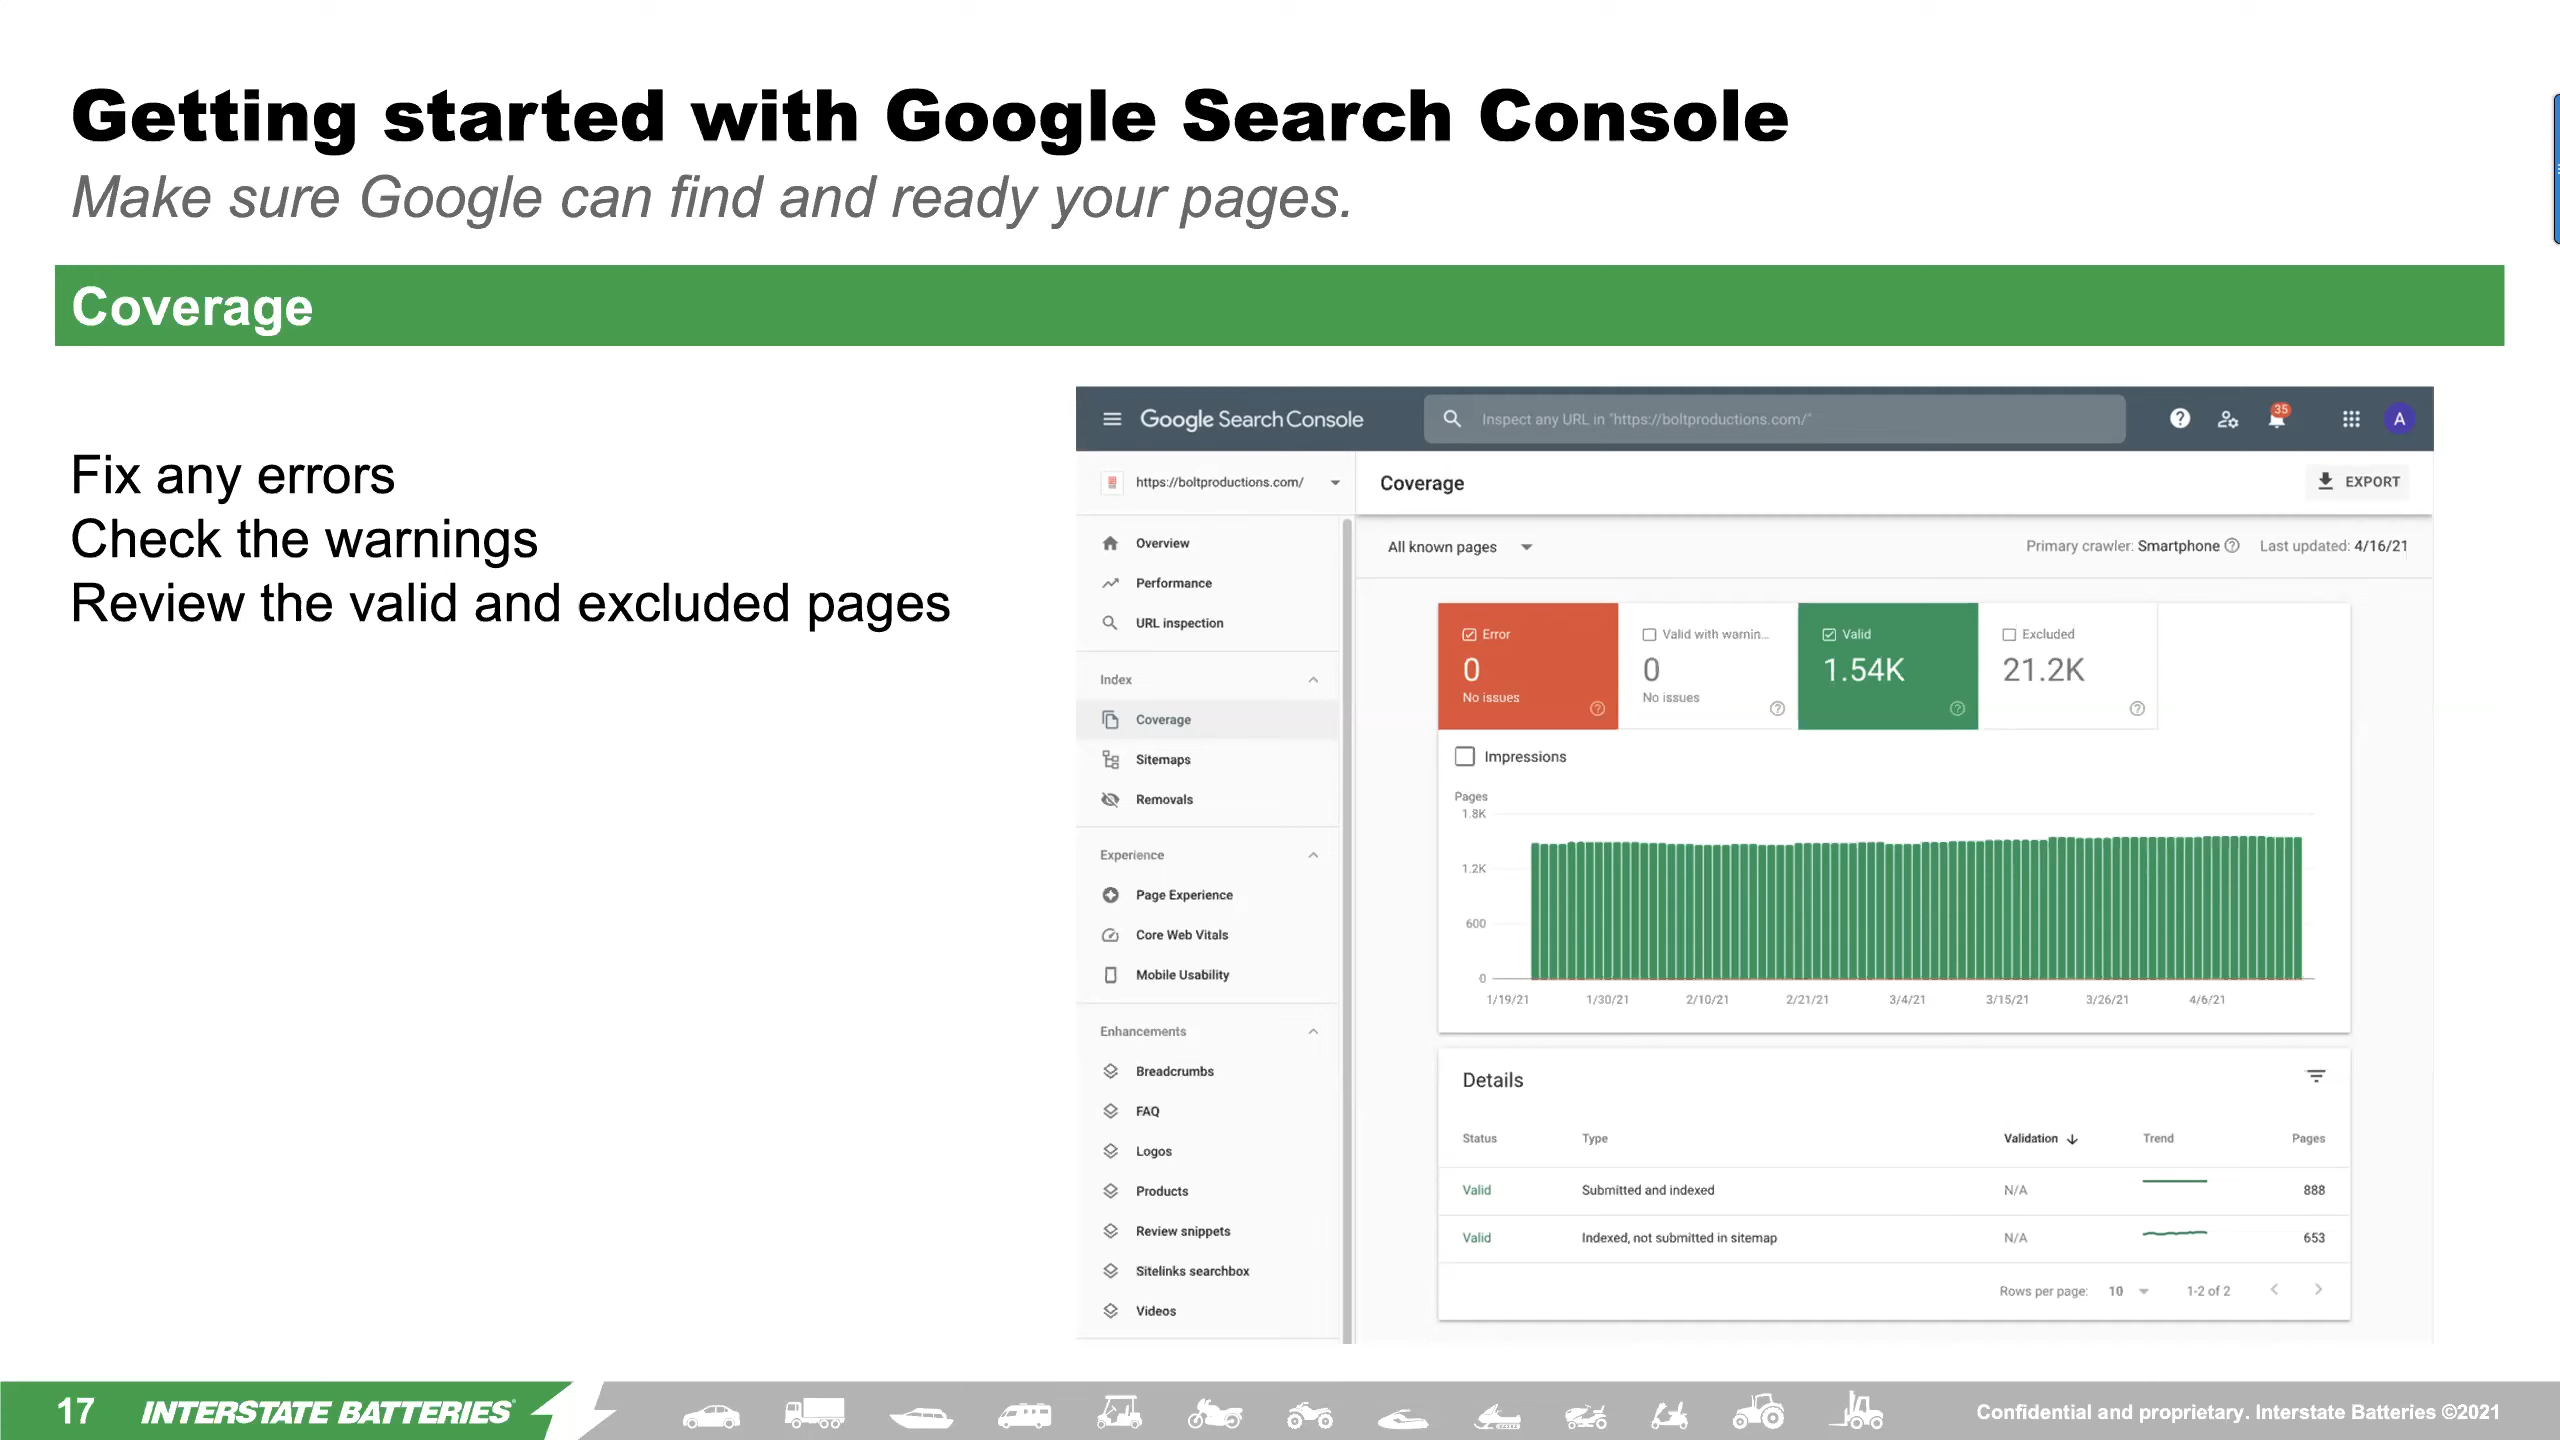 Getting started with Google Search Console
Make sure Google can find and ready your pages.
Coverage
Fix any errors
Check the warnings
Review the valid and excluded pages
Google Search Console
Inspect any URL in "https://boltproductions.com/"
35
A
https://boltproductions.com/
Coverage
EXPORT
Overview
Performance
URL inspection
Index
Coverage
Sitemaps
Removals
Experience
Page Experience
Core Web Vitals
Mobile Usability
Enhancements
Breadcrumbs
FAQ
Logos
Products
Review snippets
Sitelinks searchbox
Videos
All known pages
Primary crawler: Smartphone
Last updated: 4/16/21
Error
0
No issues
Valid with warnin...
0
No issues
Valid
1.54K
Excluded
21.2K
Impressions
Pages
1.8K
1.2K
600
0
1/19/21 1/30/21 2/10/21 2/21/21 3/4/21 3/15/21 3/26/21 4/6/21
Details
Status Type Validation Trend Pages
Valid Submitted and indexed N/A 888
Valid Indexed, not submitted in sitemap N/A 653
Rows per page: 10 1-2 of 2
17 INTERSTATE BATTERIES
Confidential and proprietary. Interstate Batteries ©2021